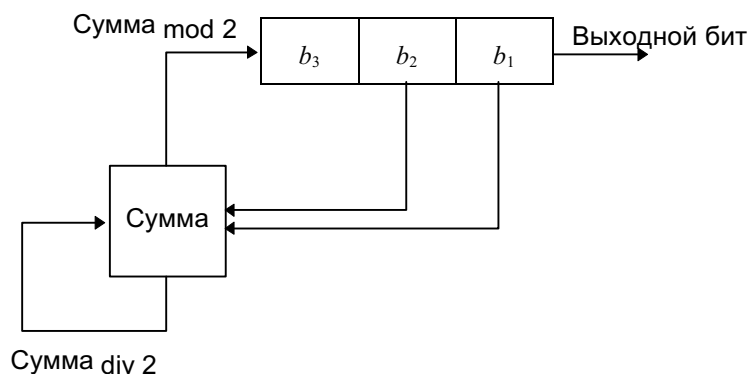 Сумма mod 2
b₃ b₂ b₁
Выходной бит
Сумма
Сумма div 2